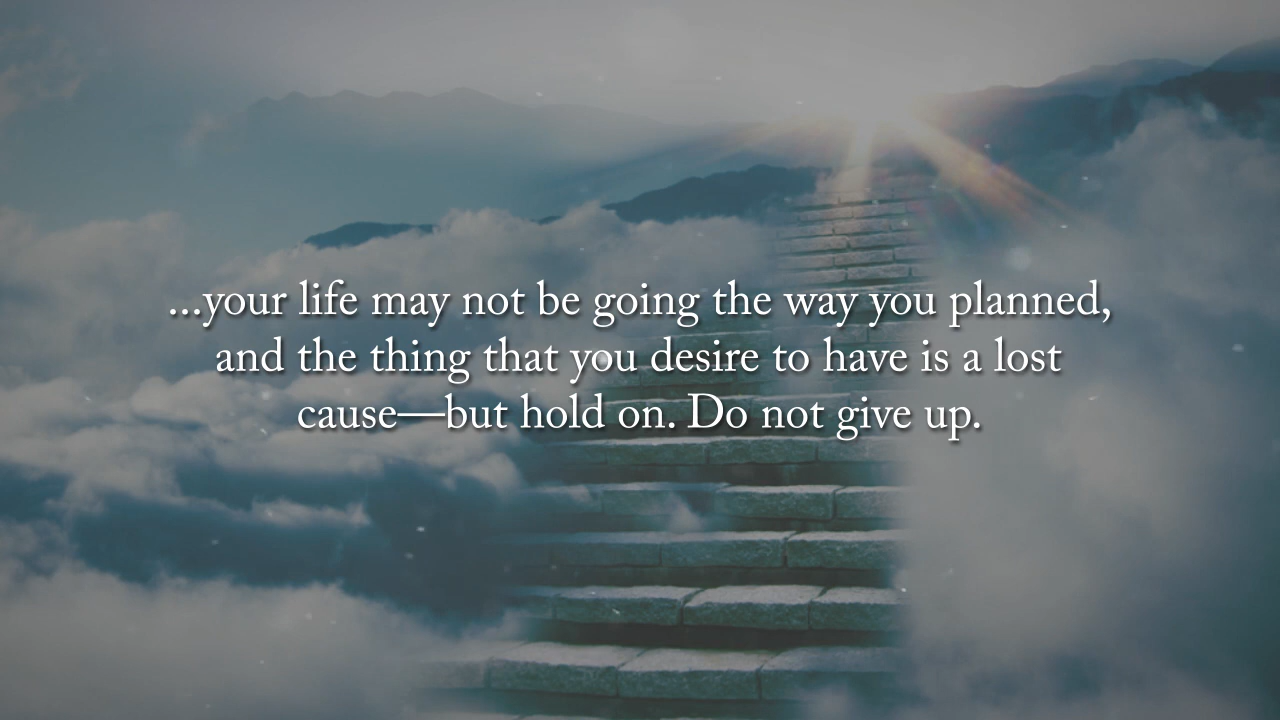 ...your life may not be going the way you planned,
and the thing that you desire to have is a lost
cause—but hold on. Do not give up.